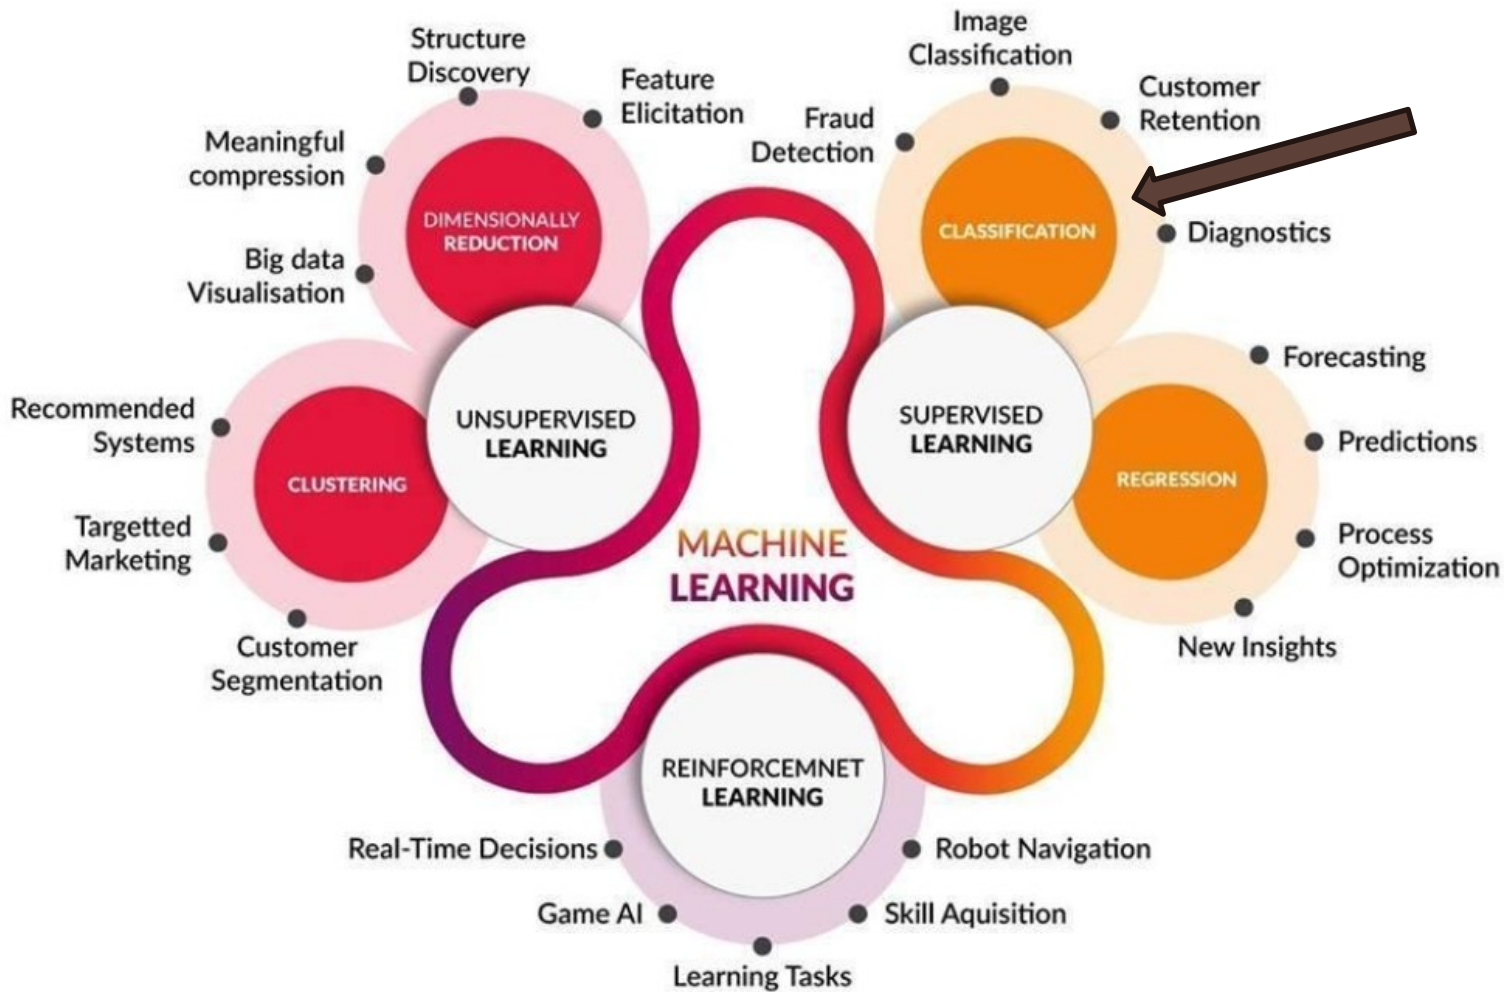 Structure
Discovery
Feature
Elicitation
Meaningful
compression
Big data
Visualisation
DIMENSIONALLY
REDUCTION
Recommended
Systems
Targetted
Marketing
Customer
Segmentation
CLUSTERING
UNSUPERVISED
LEARNING
Image
Classification
Customer
Retention
Fraud
Detection
Diagnostics
CLASSIFICATION
SUPERVISED
LEARNING
Forecasting
Predictions
Process
Optimization
New Insights
REGRESSION
MACHINE
LEARNING
REINFORCEMNET
LEARNING
Real-Time Decisions
Robot Navigation
Game AI
Skill Aquisition
Learning Tasks